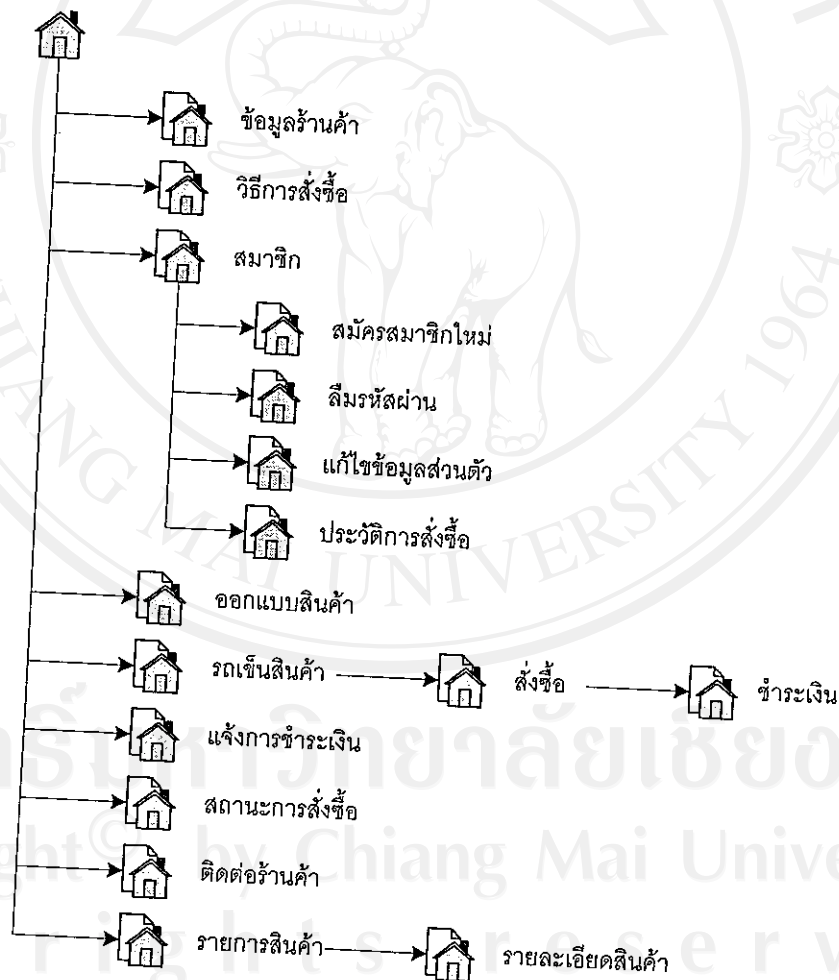 ข้อมูลร้านค้า
วิธีการสั่งซื้อ
สมาชิก
สมัครสมาชิกใหม่
ลืมรหัสผ่าน
แก้ไขข้อมูลส่วนตัว
ประวัติการสั่งซื้อ
ออกแบบสินค้า
รถเข็นสินค้า สั่งซื้อ ชำระเงิน
แจ้งการชำระเงิน
สถานะการสั่งซื้อ
ติดต่อร้านค้า
รายการสินค้า รายละเอียดสินค้า
CHIANG MAI UNIVERSITY 1964
by Chiang Mai